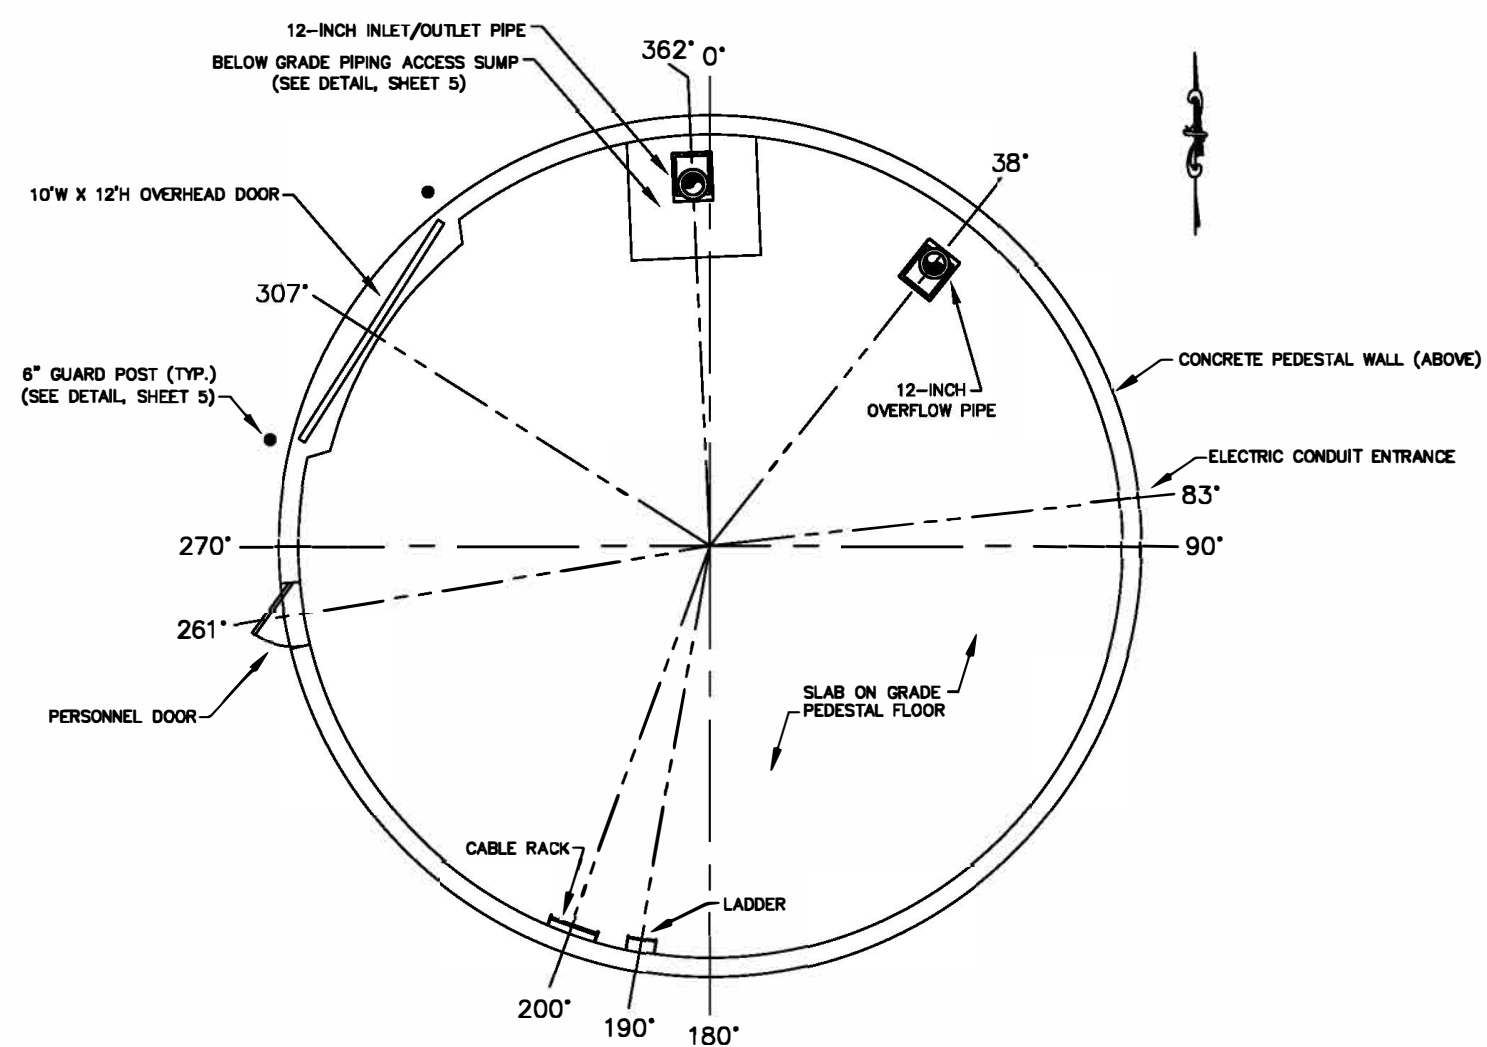 12-INCH INLET/OUTLET PIPE
BELOW GRADE PIPING ACCESS SUMP
(SEE DETAIL, SHEET 5)
362°
0°
38°
10'W X 12'H OVERHEAD DOOR
307°
6" GUARD POST (TYP.)
(SEE DETAIL, SHEET 5)
CONCRETE PEDESTAL WALL (ABOVE)
12-INCH
OVERFLOW PIPE
ELECTRIC CONDUIT ENTRANCE
83°
270°
90°
261°
PERSONNEL DOOR
SLAB ON GRADE
PEDESTAL FLOOR
CABLE RACK
LADDER
200°
190°
180°